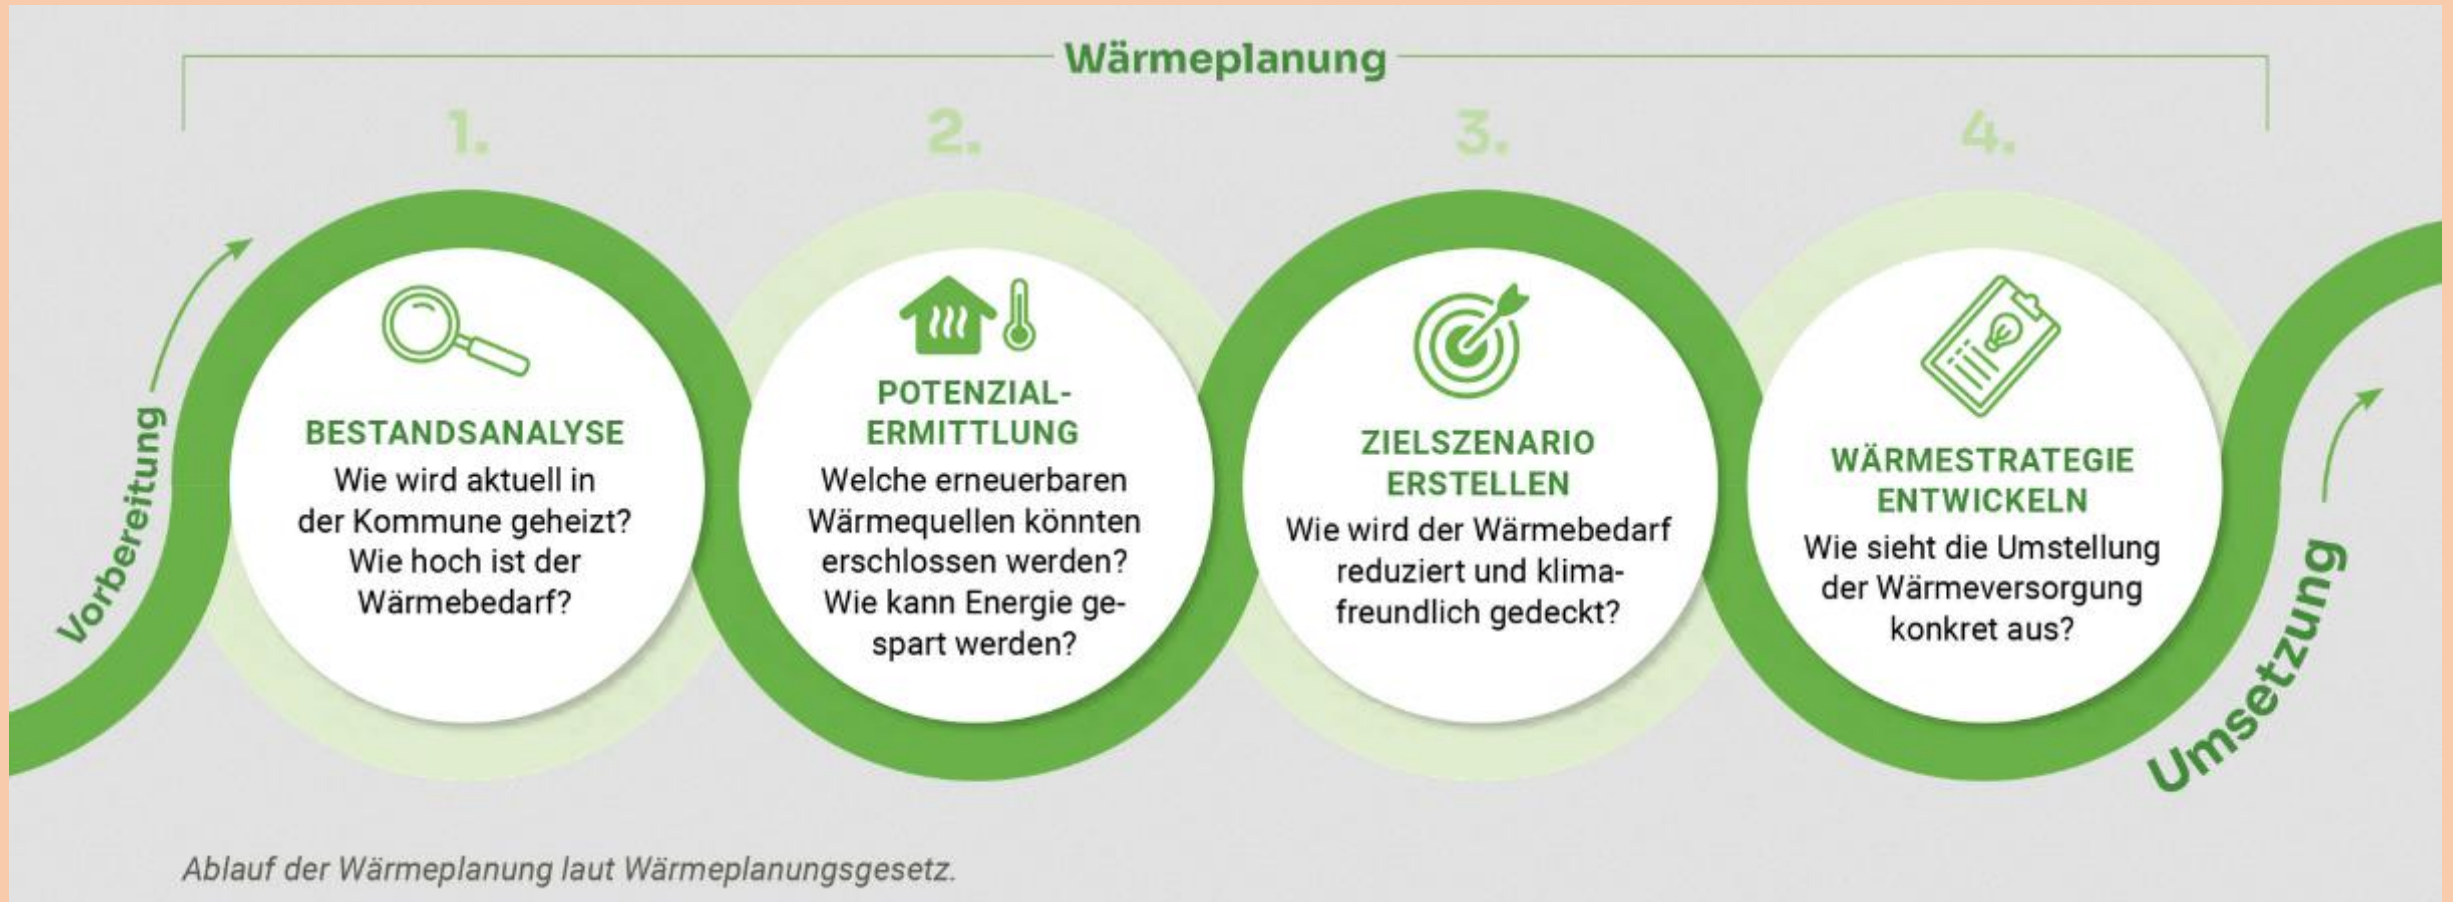 Wärmeplanung
Vorbereitung
1.
BESTANDSANALYSE
Wie wird aktuell in
der Kommune geheizt?
Wie hoch ist der
Wärmebedarf?
2.
POTENZIAL-
ERMITTLUNG
Welche erneuerbaren
Wärmequellen könnten
erschlossen werden?
Wie kann Energie ge-
spart werden?
3.
ZIELSZENARIO
ERSTELLEN
Wie wird der Wärmebedarf
reduziert und klima-
freundlich gedeckt?
4.
WÄRMESTRATEGIE
ENTWICKELN
Wie sieht die Umstellung
der Wärmeversorgung
konkret aus?
Umsetzung
Ablauf der Wärmeplanung laut Wärmeplanungsgesetz.